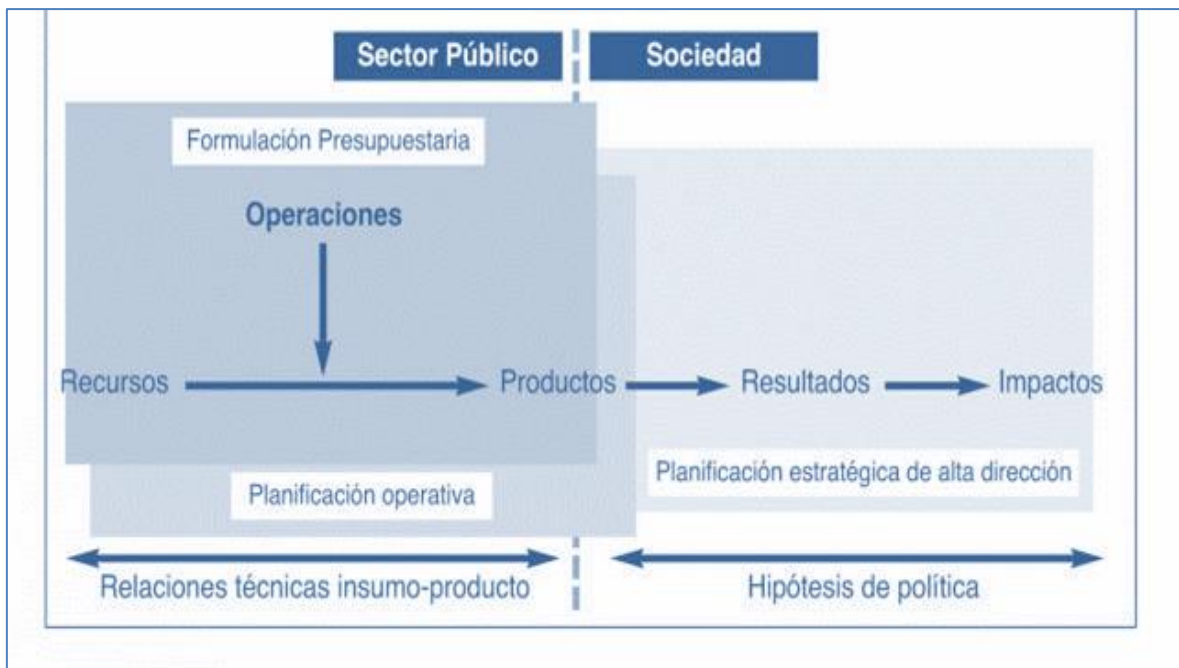 Sector Público
Sociedad
Formulación Presupuestaria
Operaciones
Recursos
Productos
Resultados
Impactos
Planificación estratégica de alta dirección
Planificación operativa
Relaciones técnicas insumo-producto
Hipótesis de política